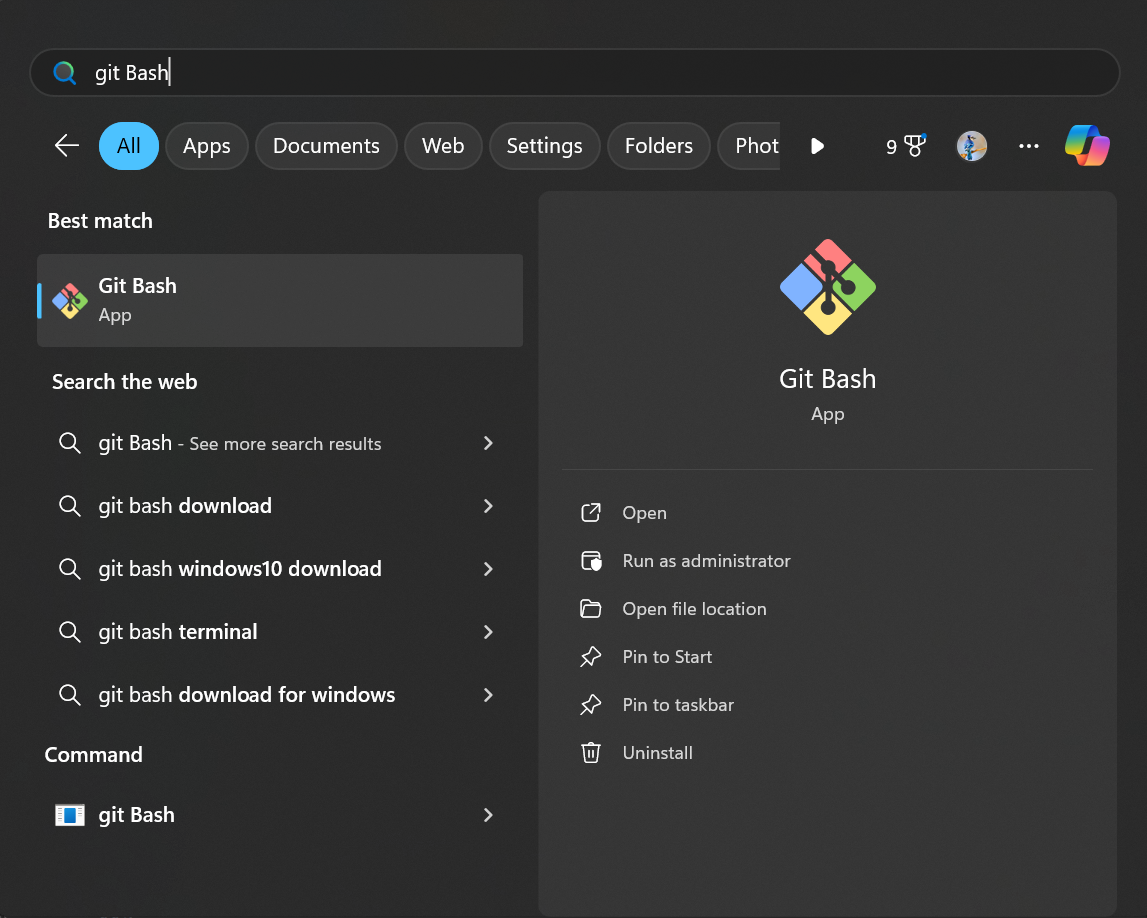 git Bash
All
Apps
Documents
Web
Settings
Folders
Phot
9
Best match
Git Bash
App
Search the web
git Bash - See more search results
git bash download
git bash windows10 download
git bash terminal
git bash download for windows
Command
git Bash
Git Bash
App
Open
Run as administrator
Open file location
Pin to Start
Pin to taskbar
Uninstall